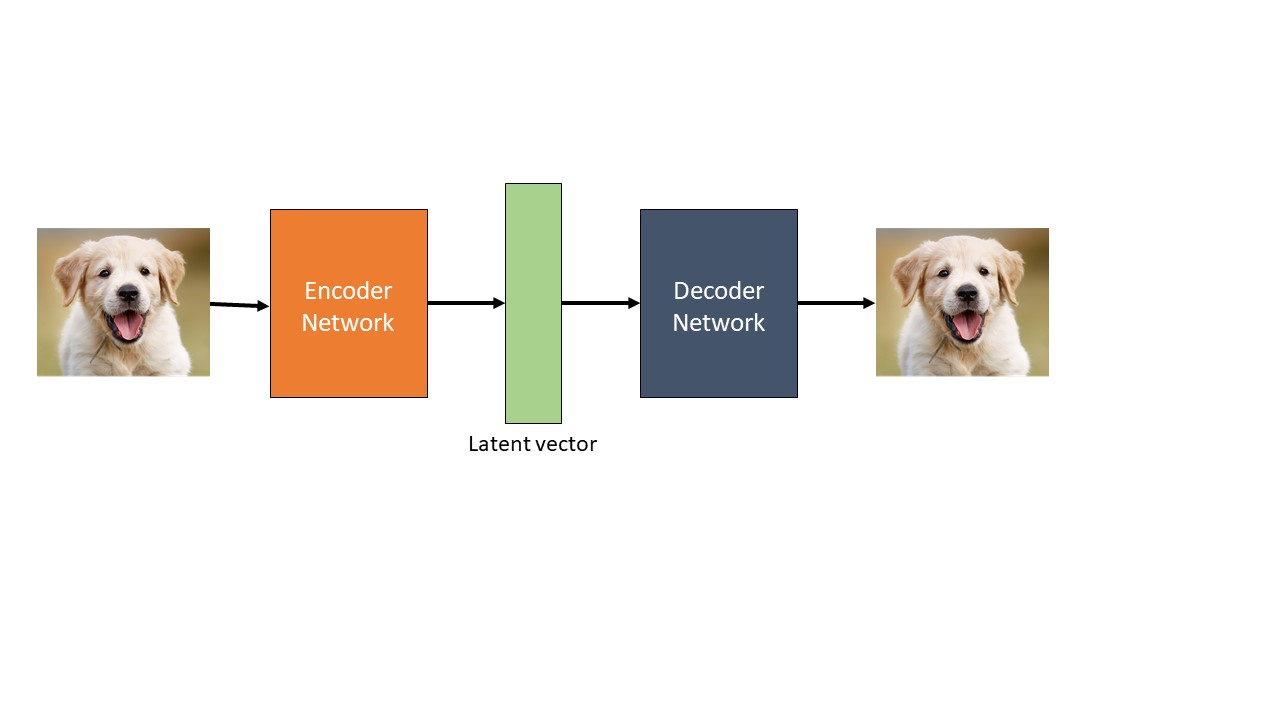 Encoder
Network
Latent vector
Decoder
Network